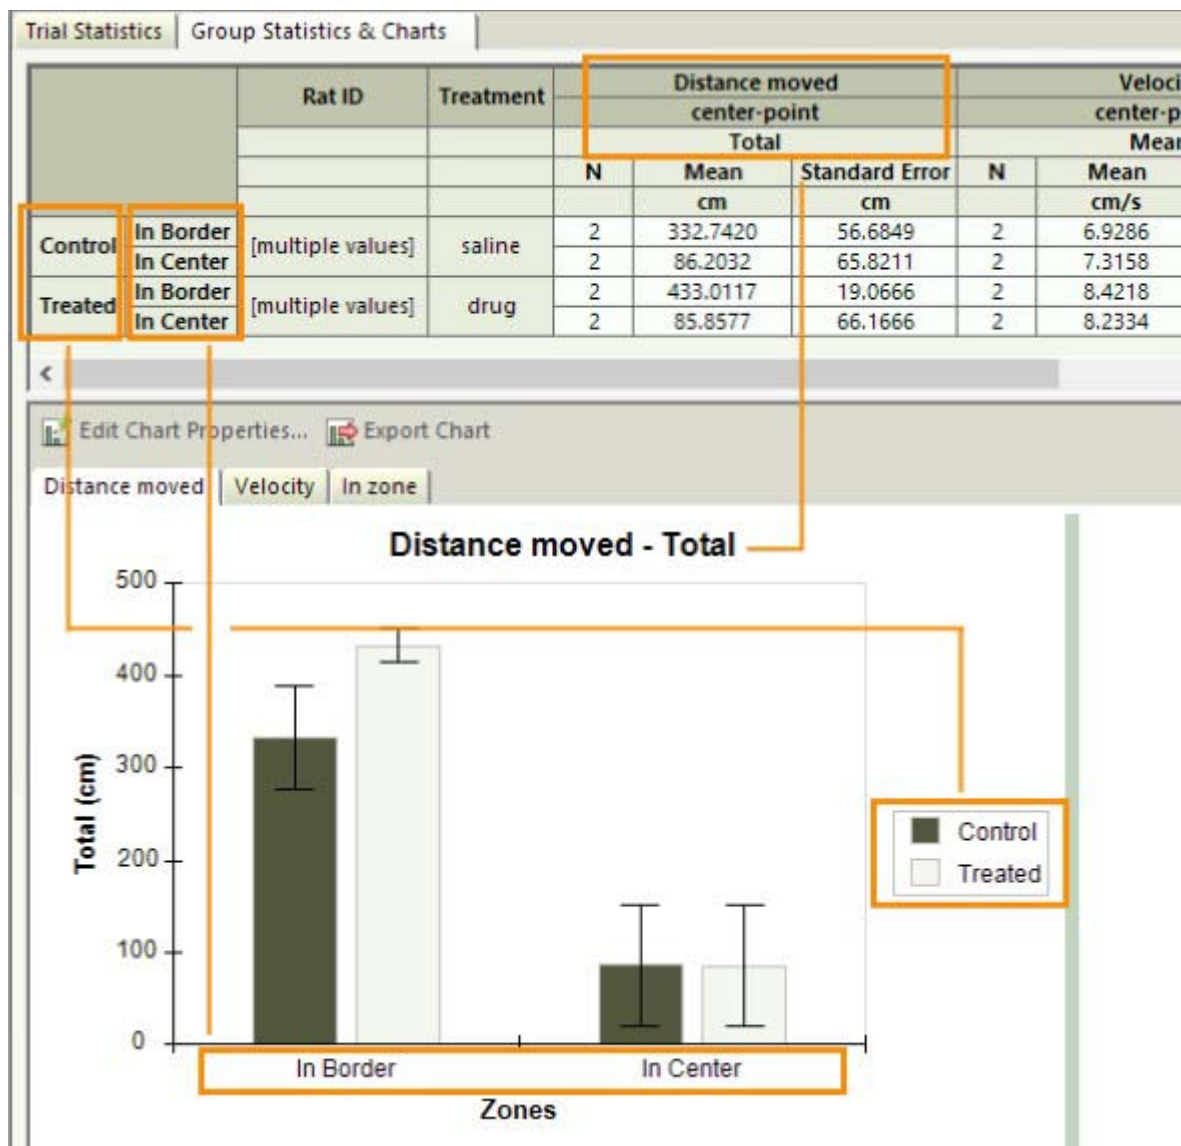 Trial Statistics Group Statistics & Charts
Rat ID Treatment Distance moved
center-point center-p
Total Mean
N Mean Standard Error N Mean
cm cm cm/s
Control In Border [multiple values] saline 2 332.7420 56.6849 2 6.9286
In Center 2 86.2032 65.8211 2 7.3158
Treated In Border [multiple values] drug 2 433.0117 19.0666 2 8.4218
In Center 2 85.8577 66.1666 2 8.2334
Edit Chart Properties... Export Chart
Distance moved Velocity In zone
Distance moved - Total
500
400
300
200
100
0
Total (cm)
Control
Treated
In Border In Center
Zones